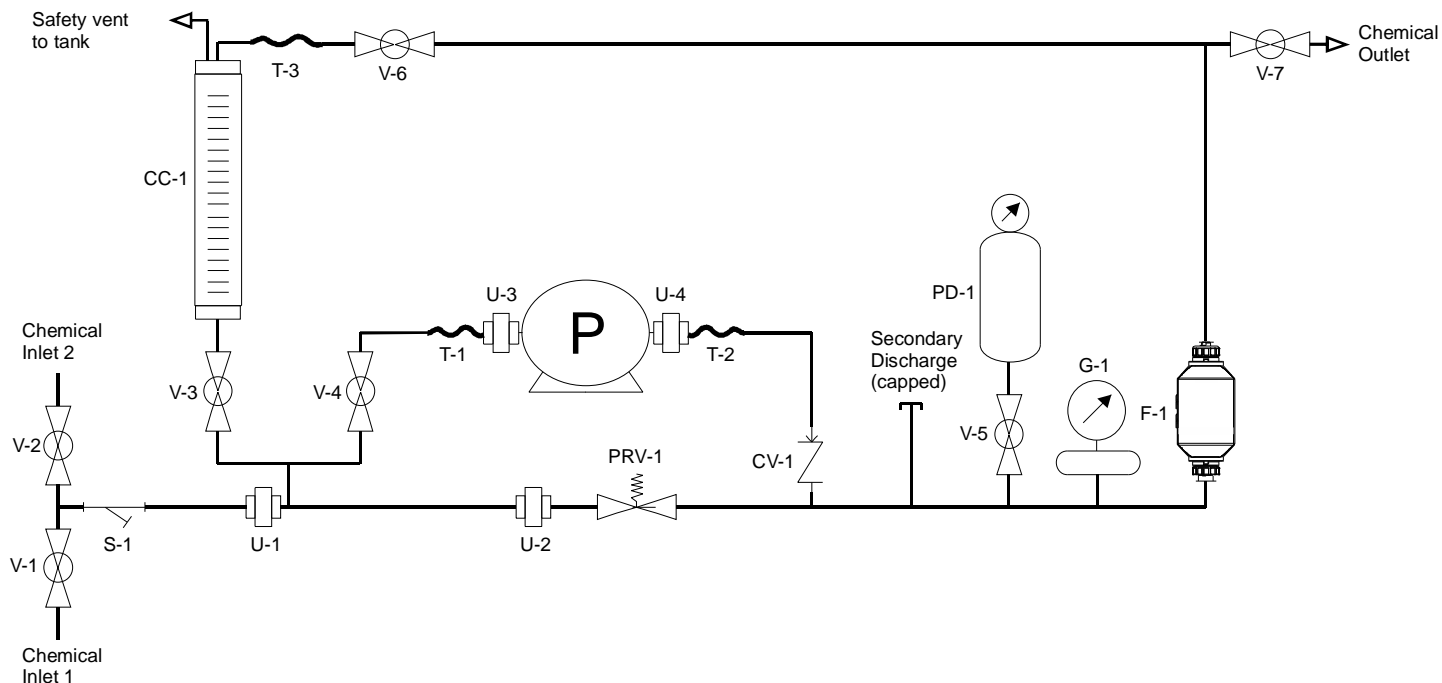 Safety vent
to tank
T-3
V-6
V-7
Chemical
Outlet
CC-1
U-3
P
U-4
T-1
T-2
PD-1
Secondary
Discharge
(capped)
G-1
F-1
Chemical
Inlet 2
V-3
V-4
V-2
V-5
PRV-1
CV-1
S-1
U-1
U-2
V-1
Chemical
Inlet 1